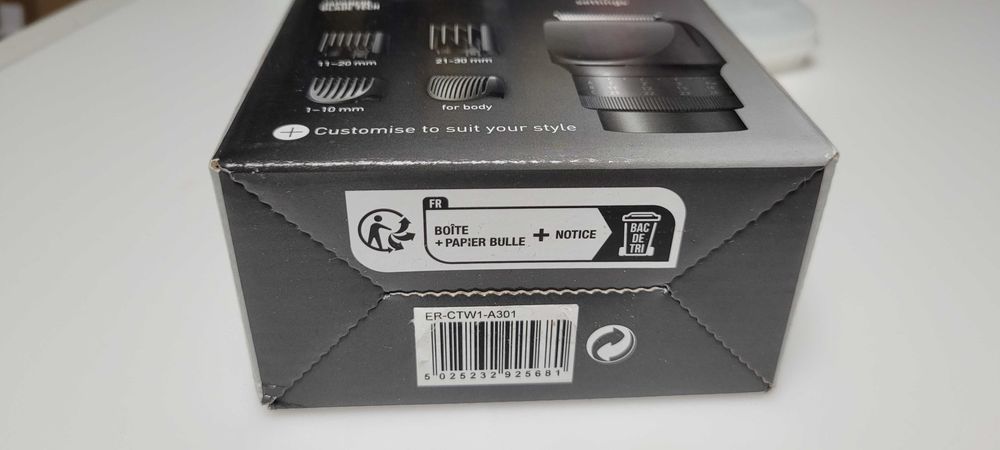 settings
11-20 mm
21-30 mm
1-10 mm
for body
Customise to suit your style
FR
BOÎTE
+ PAPIER BULLE
+
NOTICE
BAC
DE
TRI
ER-CTW1-A301
5 025232 925681